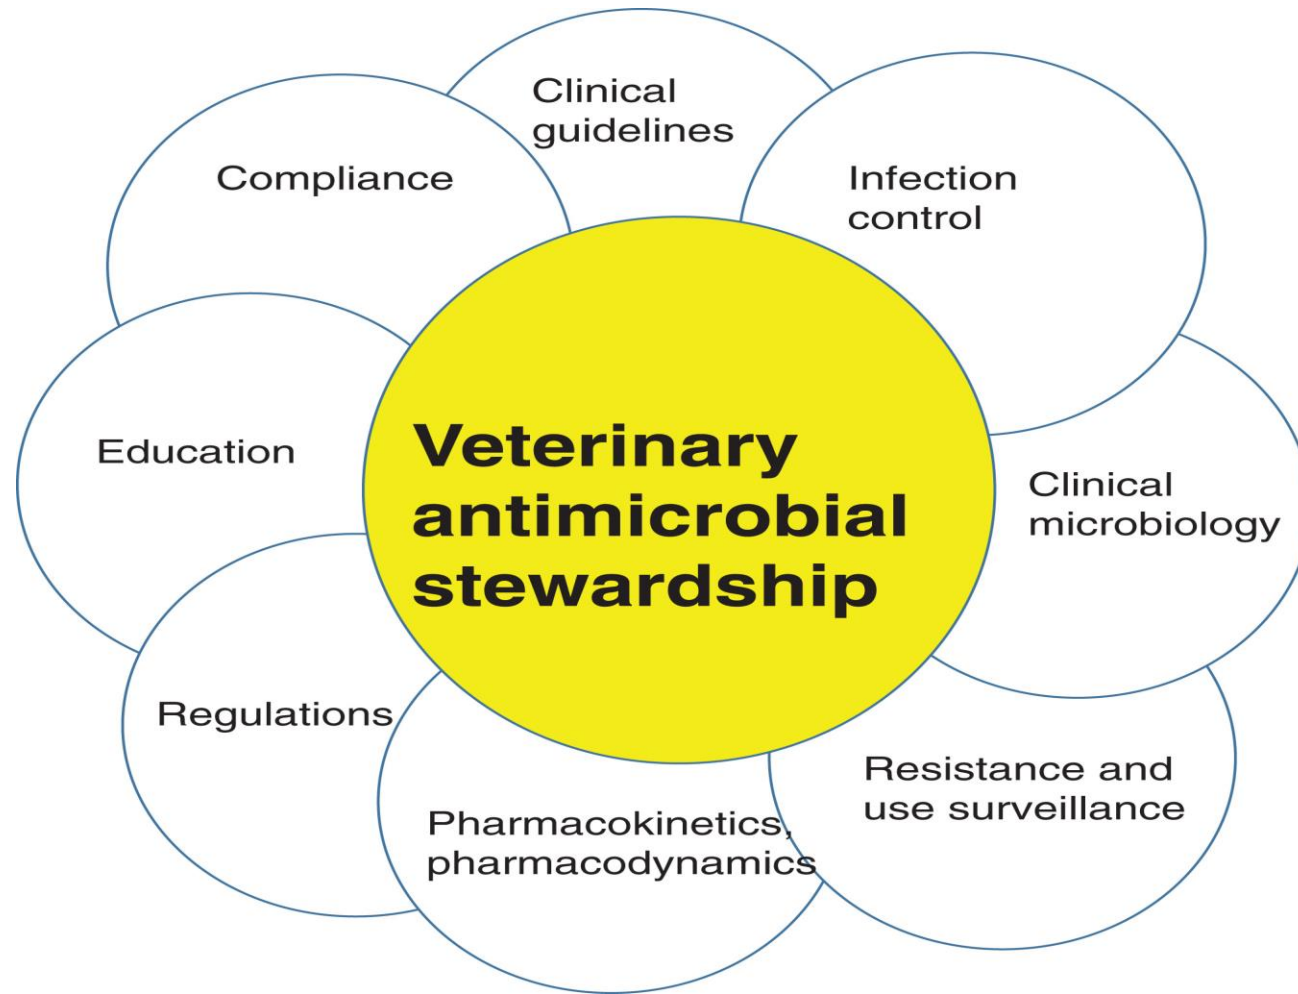 Clinical
guidelines
Infection
control
Compliance
Education
Veterinary
antimicrobial
stewardship
Clinical
microbiology
Regulations
Resistance and
use surveillance
Pharmacokinetics,
pharmacodynamics